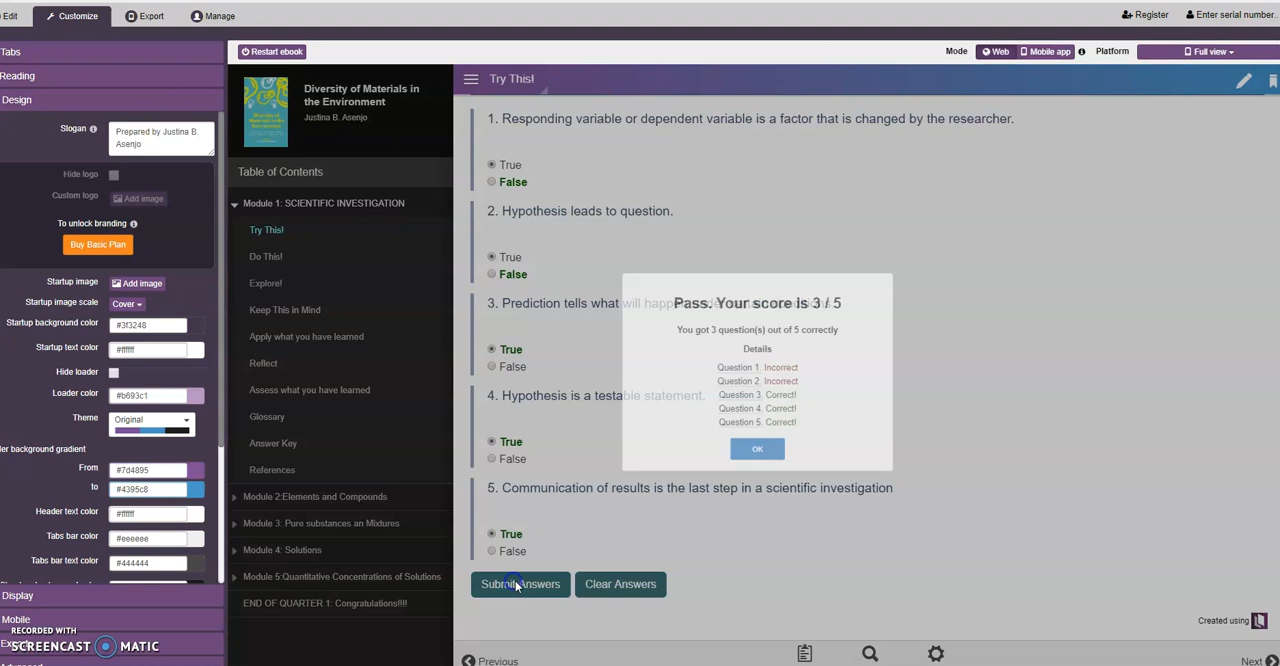 Edit
Customize
Export
Manage
Register
Enter serial number..
Tabs
Reading
Design
Slogan
Prepared by Justina B.
Asenjo
Hide logo
Custom logo
Add image
To unlock branding
Buy Basic Plan
Startup image
Add image
Startup image scale
Cover
Startup background color
#3f3248
Startup text color
#ffffff
Hide loader
Loader color
#b693c1
Theme
Original
der background gradient
From
#7d4895
to
#4395c8
Header text color
#ffffff
Tabs bar color
#eeeeee
Tabs bar text color
#444444
Display
Mobile
RECORDED WITH
SCREENCAST MATIC
Restart ebook
Mode
Web
Mobile app
Platform
Full view
Diversity of Materials in
the Environment
Justina B. Asenjo
Table of Contents
Module 1: SCIENTIFIC INVESTIGATION
Try This!
Do This!
Explore!
Keep This in Mind
Apply what you have learned
Reflect
Assess what you have learned
Glossary
Answer Key
References
Module 2:Elements and Compounds
Module 3: Pure substances an Mixtures
Module 4: Solutions
Module 5:Quantitative Concentrations of Solutions
END OF QUARTER 1: Congratulations!!!!
Try This!
1. Responding variable or dependent variable is a factor that is changed by the researcher.
True
False
2. Hypothesis leads to question.
True
False
3. Prediction tells what will happen
True
False
4. Hypothesis is a testable statement.
True
False
5. Communication of results is the last step in a scientific investigation
True
False
Submit Answers
Clear Answers
Pass. Your score is 3 / 5
You got 3 question(s) out of 5 correctly
Details
Question 1. Incorrect
Question 2. Incorrect
Question 3. Correct!
Question 4. Correct!
Question 5. Correct!
OK
Created using
Previous
Next